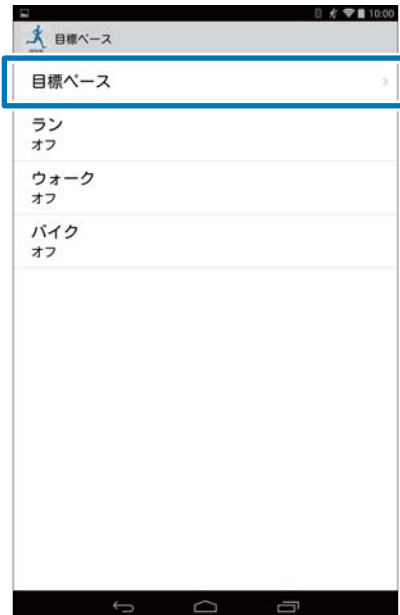 10:00
目標ペース
目標ペース
ラン
オフ
ウォーク
オフ
バイク
オフ